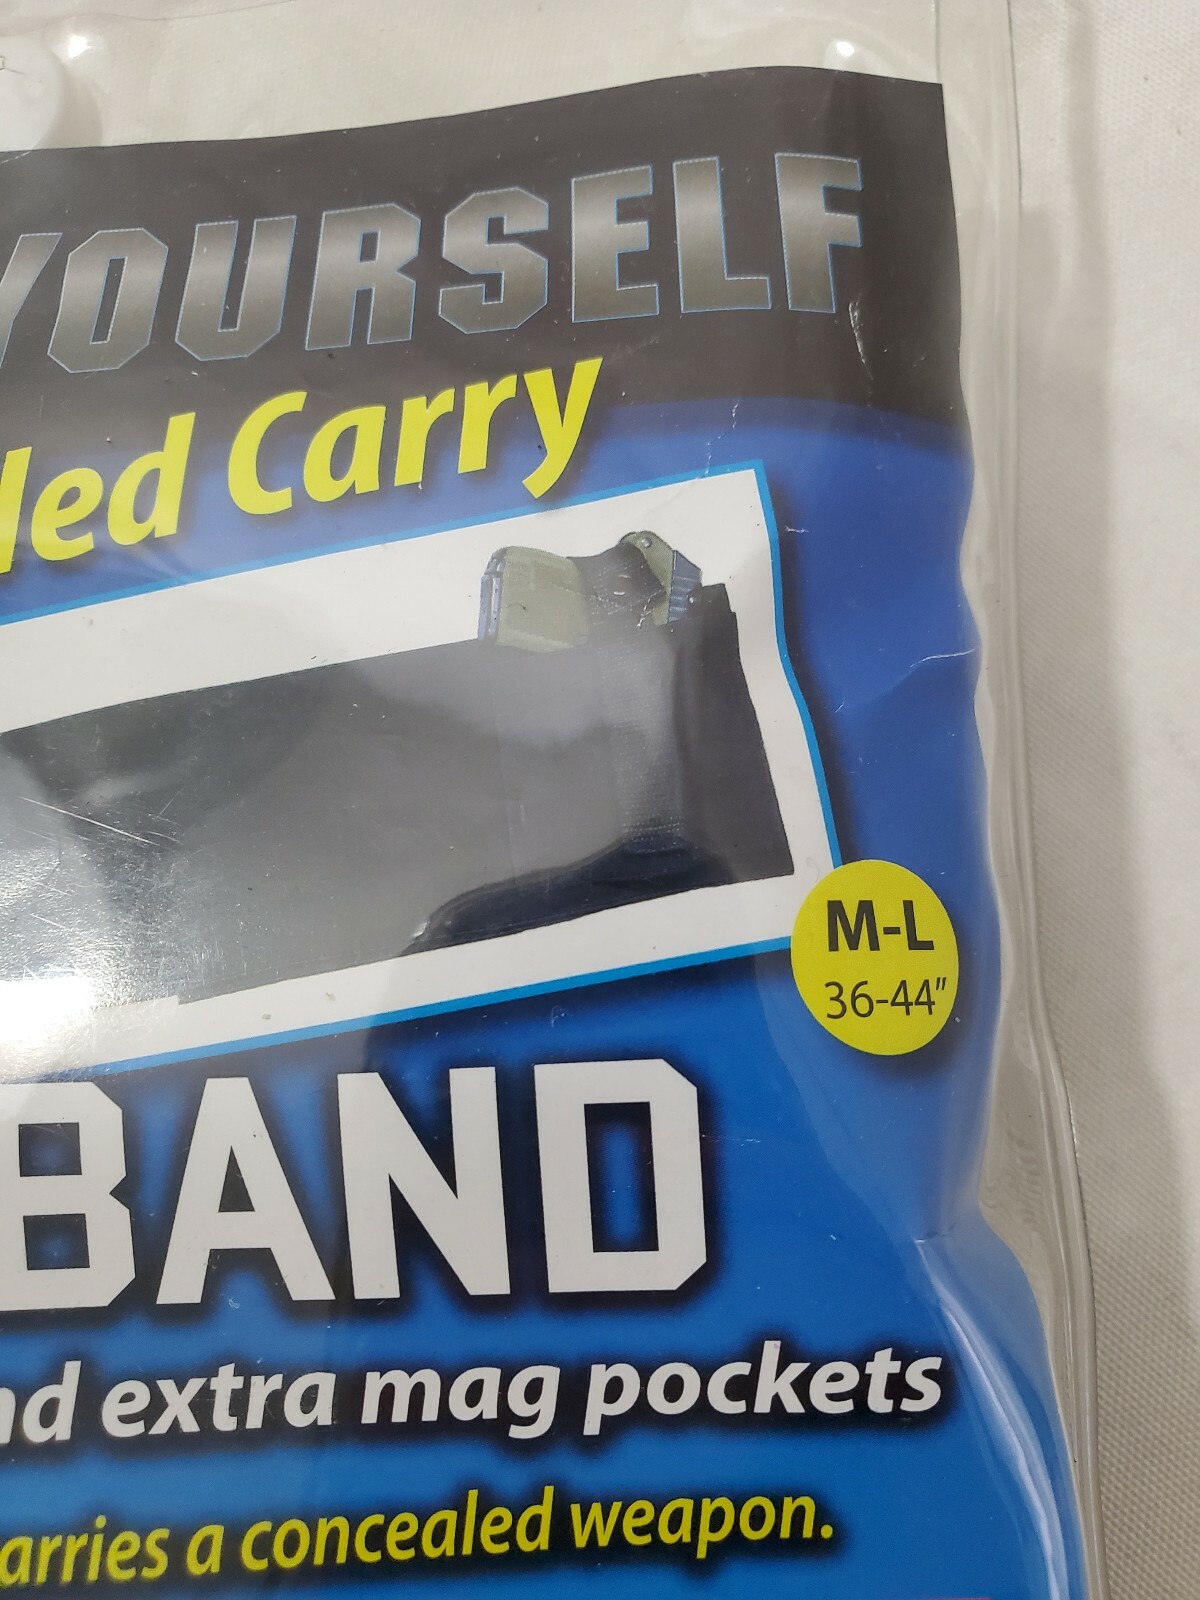 YOURSELF
led Carry
M-L
36-44"
BAND
nd extra mag pockets
arries a concealed weapon.